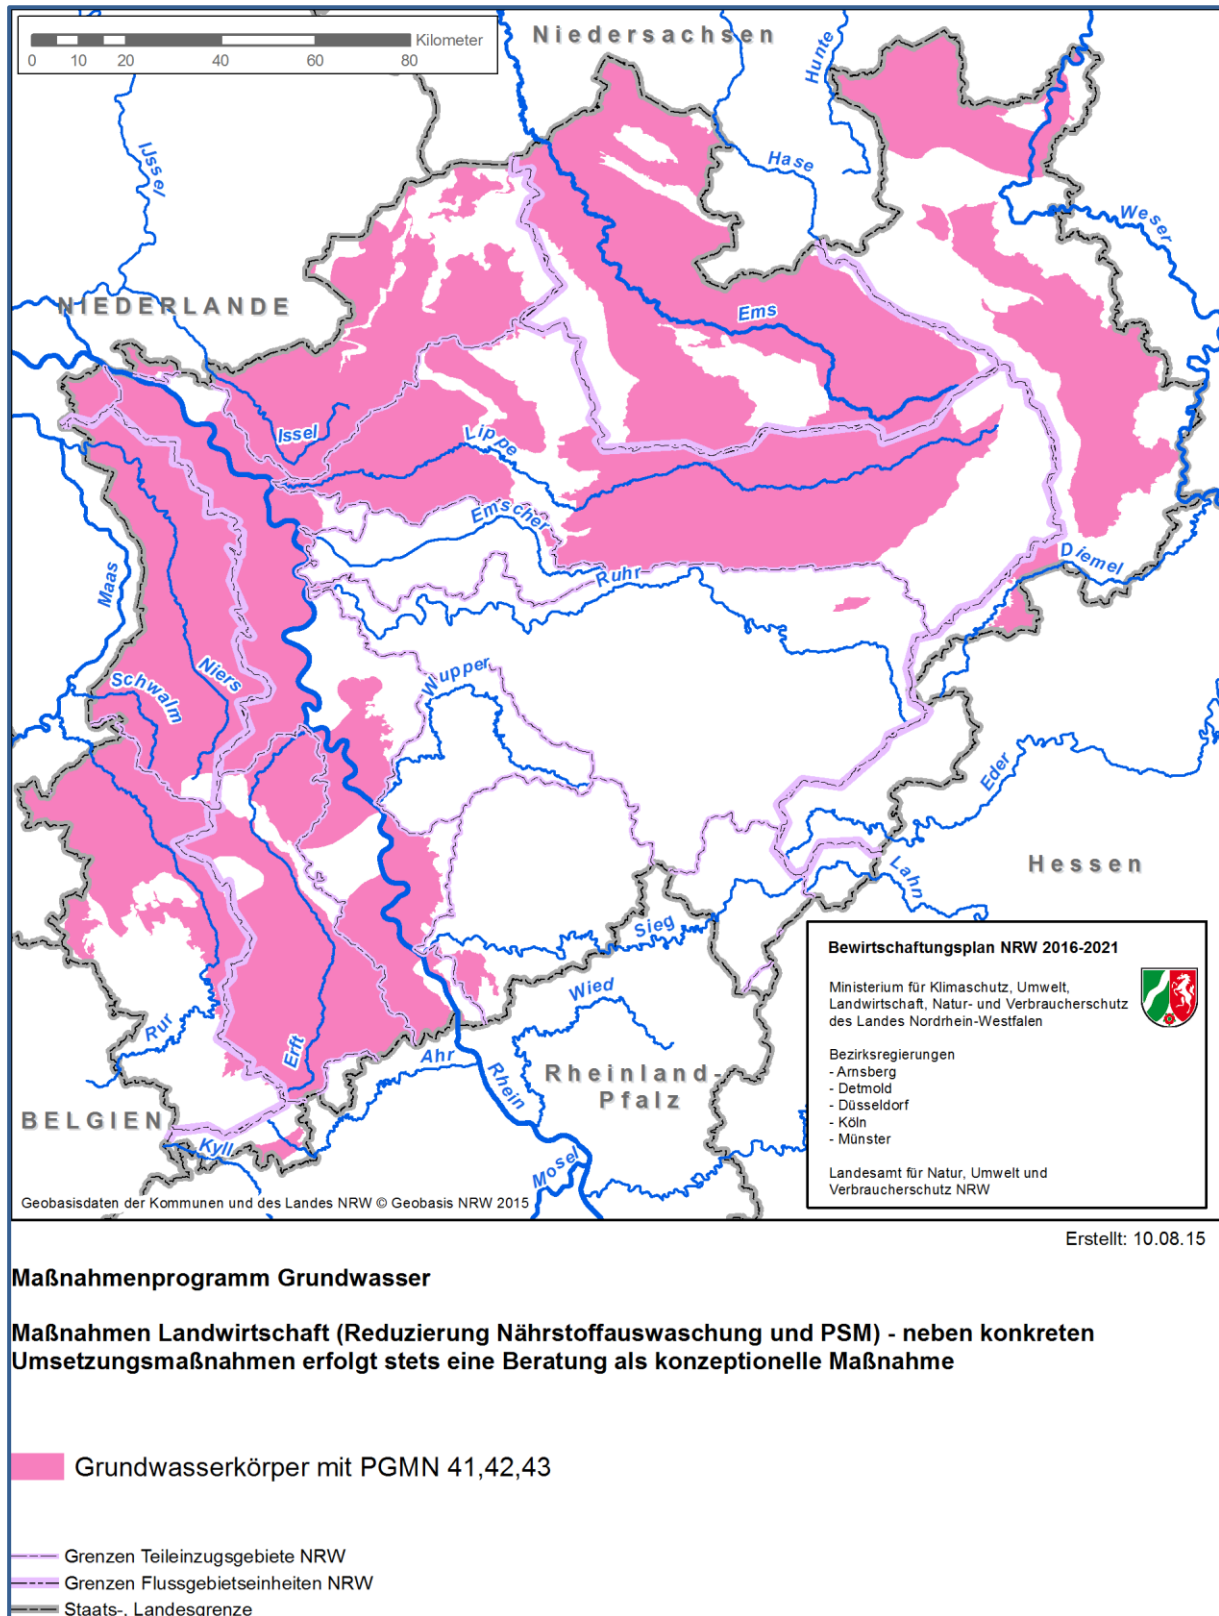 Kilometer
0 10 20 40 60 80
Niedersachsen
Hunte
IJssel
Hase
Weser
NIEDERLANDE
Ems
Issel
Lippe
Emscher
Maas
Ruhr
Diemel
Niers
Schwalm
Wupper
Eder
Hessen
Lahn
Sieg
Wied
Rur
Erft
Ahr
Rhein
Rheinland-
Pfalz
BELGIEN
Kyll
Mosel
Bewirtschaftungsplan NRW 2016-2021
Ministerium für Klimaschutz, Umwelt,
Landwirtschaft, Natur- und Verbraucherschutz
des Landes Nordrhein-Westfalen
Bezirksregierungen
- Arnsberg
- Detmold
- Düsseldorf
- Köln
- Münster
Landesamt für Natur, Umwelt und
Verbraucherschutz NRW
Geobasisdaten der Kommunen und des Landes NRW © Geobasis NRW 2015
Erstellt: 10.08.15
Maßnahmenprogramm Grundwasser
Maßnahmen Landwirtschaft (Reduzierung Nährstoffauswaschung und PSM) - neben konkreten
Umsetzungsmaßnahmen erfolgt stets eine Beratung als konzeptionelle Maßnahme
Grundwasserkörper mit PGMN 41,42,43
Grenzen Teileinzugsgebiete NRW
Grenzen Flussgebietseinheiten NRW
Staats-, Landesgrenze